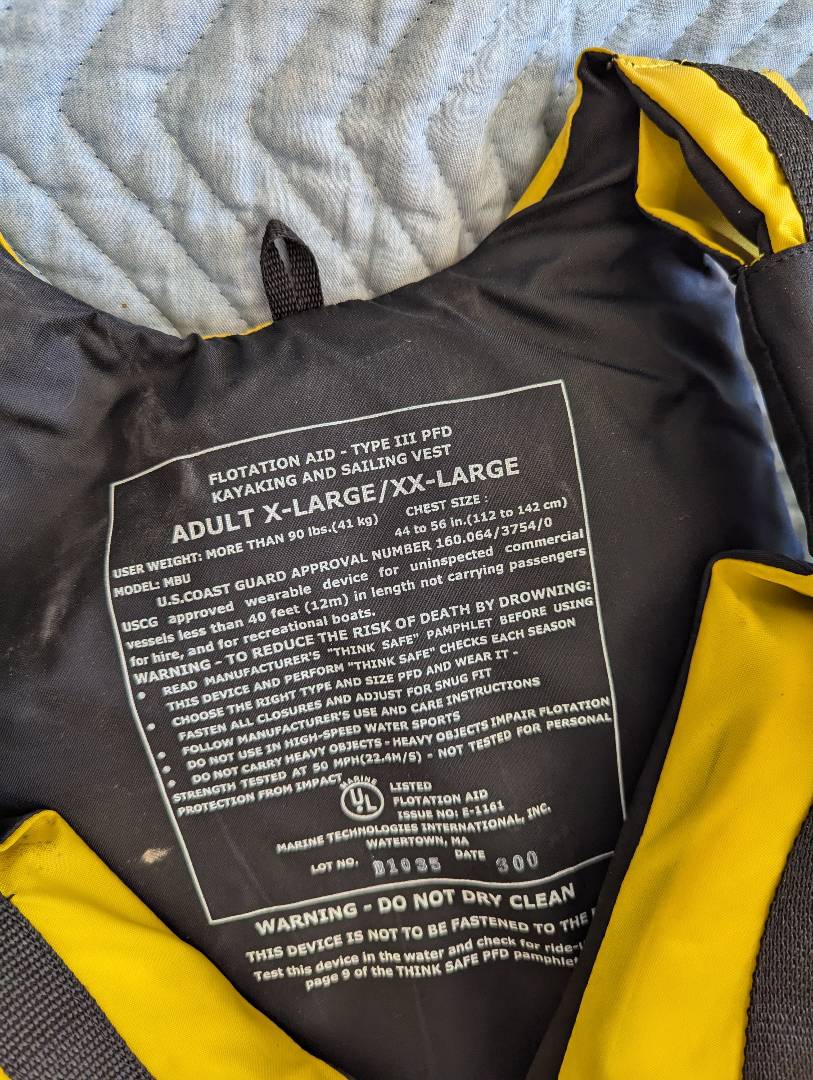 FLOTATION AID - TYPE III PFD
KAYAKING AND SAILING VEST
ADULT X-LARGE/XX-LARGE
USER WEIGHT: MORE THAN 90 lbs.(41 kg) CHEST SIZE :
MODEL: MBU 44 to 56 in.(112 to 142 cm)
U.S.COAST GUARD APPROVAL NUMBER 160.064/3754/0
USCG approved wearable device for uninspected commercial
vessels less than 40 feet (12m) in length not carrying passengers
for hire, and for recreational boats.
WARNING - TO REDUCE THE RISK OF DEATH BY DROWNING:
• READ MANUFACTURER'S "THINK SAFE" PAMPHLET BEFORE USING
THIS DEVICE AND PERFORM "THINK SAFE" CHECKS EACH SEASON
• CHOOSE THE RIGHT TYPE AND SIZE PFD AND WEAR IT -
FASTEN ALL CLOSURES AND ADJUST FOR SNUG FIT
• FOLLOW MANUFACTURER'S USE AND CARE INSTRUCTIONS
• DO NOT USE IN HIGH-SPEED WATER SPORTS
• DO NOT CARRY HEAVY OBJECTS - HEAVY OBJECTS IMPAIR FLOTATION
STRENGTH TESTED AT 50 MPH(22.4M/S) - NOT TESTED FOR PERSONAL
PROTECTION FROM IMPACT
MARINE
UL
LISTED
FLOTATION AID
ISSUE NO: E-1161
MARINE TECHNOLOGIES INTERNATIONAL, INC.
WATERTOWN, MA
LOT NO. B1035 DATE 300
WARNING - DO NOT DRY CLEAN
THIS DEVICE IS NOT TO BE FASTENED TO THE
Test this device in the water and check for ride-
page 9 of the THINK SAFE PFD pamphlet